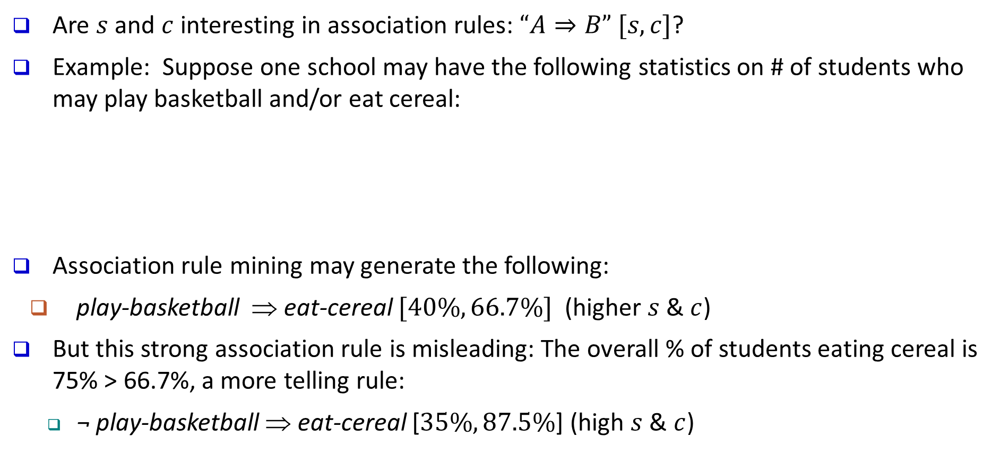 ❑ Are s and c interesting in association rules: “A ⇒ B” [s, c]?
❑ Example:  Suppose one school may have the following statistics on # of students who
may play basketball and/or eat cereal:
❑ Association rule mining may generate the following:
❑ play-basketball ⇒ eat-cereal [40%, 66.7%]  (higher s & c)
❑ But this strong association rule is misleading: The overall % of students eating cereal is
75% > 66.7%, a more telling rule:
❑ ¬ play-basketball ⇒ eat-cereal [35%, 87.5%] (high s & c)